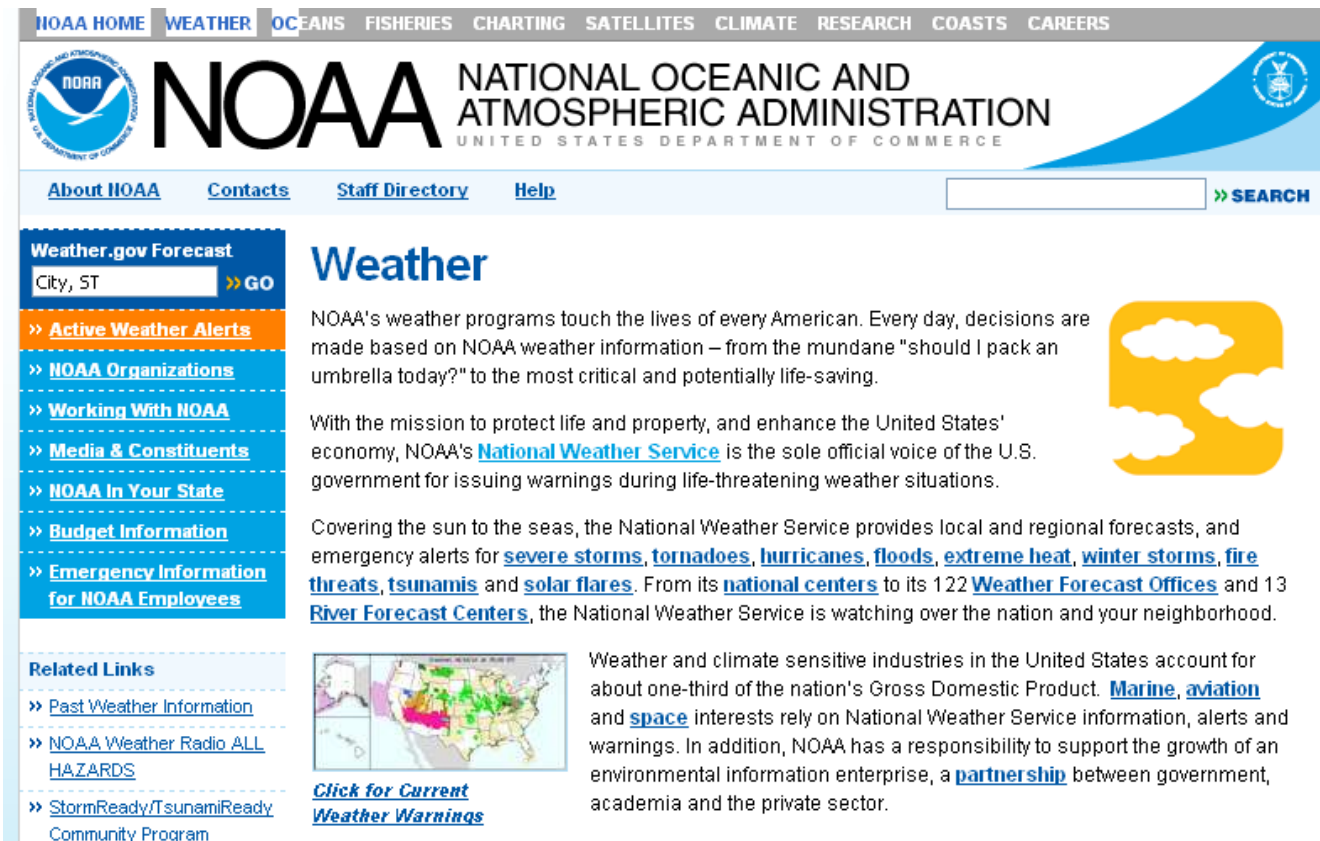 NOAA HOME WEATHER OCEANS FISHERIES CHARTING SATELLITES CLIMATE RESEARCH COASTS CAREERS
NOAA
NOAA
NATIONAL OCEANIC AND
ATMOSPHERIC ADMINISTRATION
UNITED STATES DEPARTMENT OF COMMERCE
About NOAA Contacts Staff Directory Help
» SEARCH
Weather.gov Forecast
City, ST » GO
» Active Weather Alerts
» NOAA Organizations
» Working With NOAA
» Media & Constituents
» NOAA In Your State
» Budget Information
» Emergency Information
for NOAA Employees
Related Links
» Past Weather Information
» NOAA Weather Radio ALL
HAZARDS
» StormReady/TsunamiReady
Community Program
Weather
NOAA's weather programs touch the lives of every American. Every day, decisions are
made based on NOAA weather information – from the mundane "should I pack an
umbrella today?" to the most critical and potentially life-saving.
With the mission to protect life and property, and enhance the United States'
economy, NOAA's National Weather Service is the sole official voice of the U.S.
government for issuing warnings during life-threatening weather situations.
Covering the sun to the seas, the National Weather Service provides local and regional forecasts, and
emergency alerts for severe storms, tornadoes, hurricanes, floods, extreme heat, winter storms, fire
threats, tsunamis and solar flares. From its national centers to its 122 Weather Forecast Offices and 13
River Forecast Centers, the National Weather Service is watching over the nation and your neighborhood.
Click for Current
Weather Warnings
Weather and climate sensitive industries in the United States account for
about one-third of the nation's Gross Domestic Product. Marine, aviation
and space interests rely on National Weather Service information, alerts and
warnings. In addition, NOAA has a responsibility to support the growth of an
environmental information enterprise, a partnership between government,
academia and the private sector.